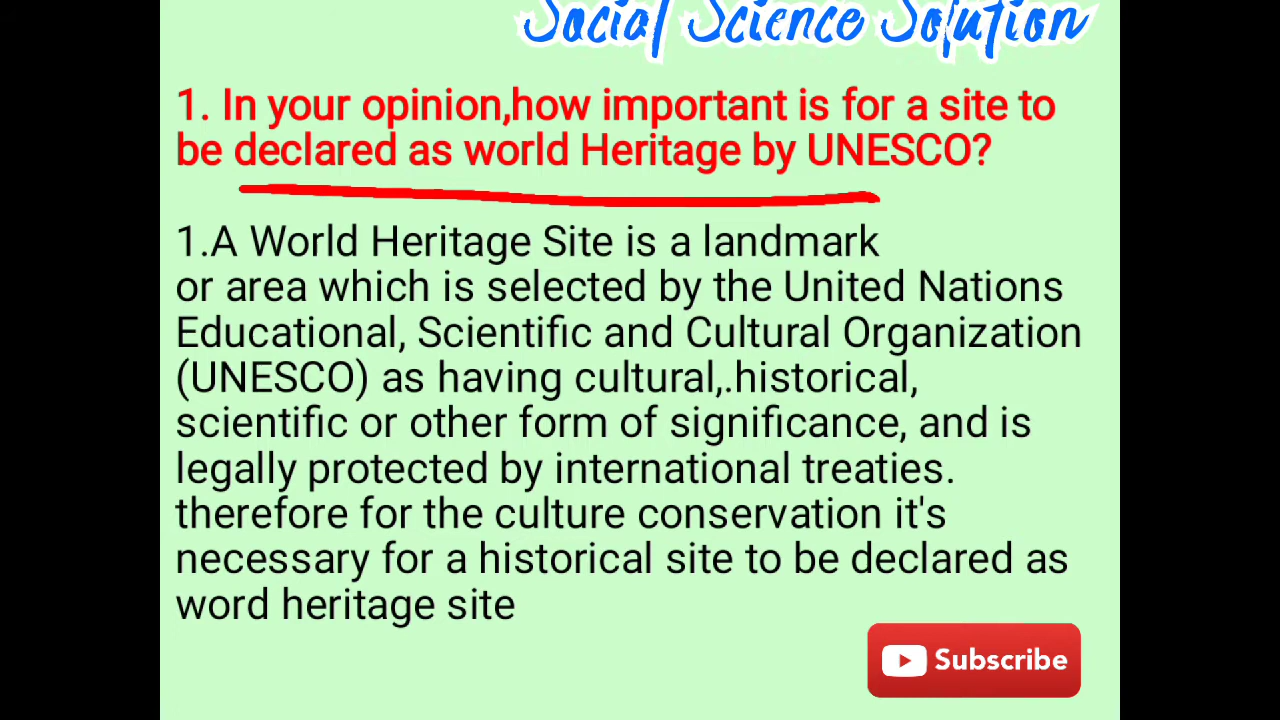 Social Science Solution
1. In your opinion,how important is for a site to
be declared as world Heritage by UNESCO?
1.A World Heritage Site is a landmark
or area which is selected by the United Nations
Educational, Scientific and Cultural Organization
(UNESCO) as having cultural,.historical,
scientific or other form of significance, and is
legally protected by international treaties.
therefore for the culture conservation it's
necessary for a historical site to be declared as
word heritage site
Subscribe